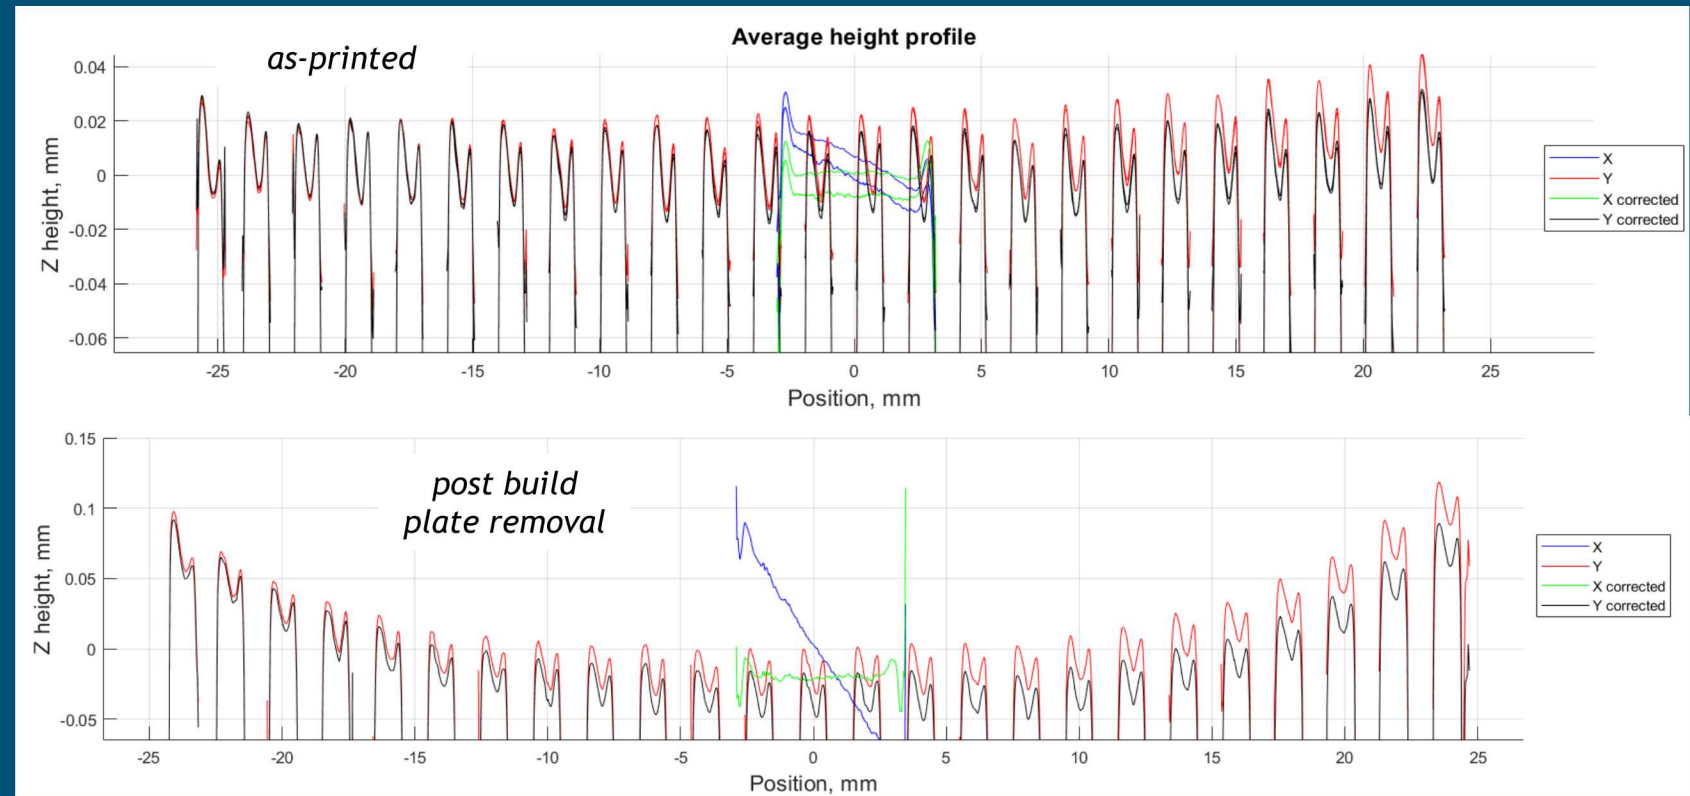 Average height profile
as-printed
Z height, mm
0.04
0.02
0
-0.02
-0.04
-0.06
-25
-20
-15
-10
-5
0
5
10
15
20
25
Position, mm
X
Y
X corrected
Y corrected
post build
plate removal
Z height, mm
0.15
0.1
0.05
0
-0.05
-25
-20
-15
-10
-5
0
5
10
15
20
25
Position, mm
X
Y
X corrected
Y corrected